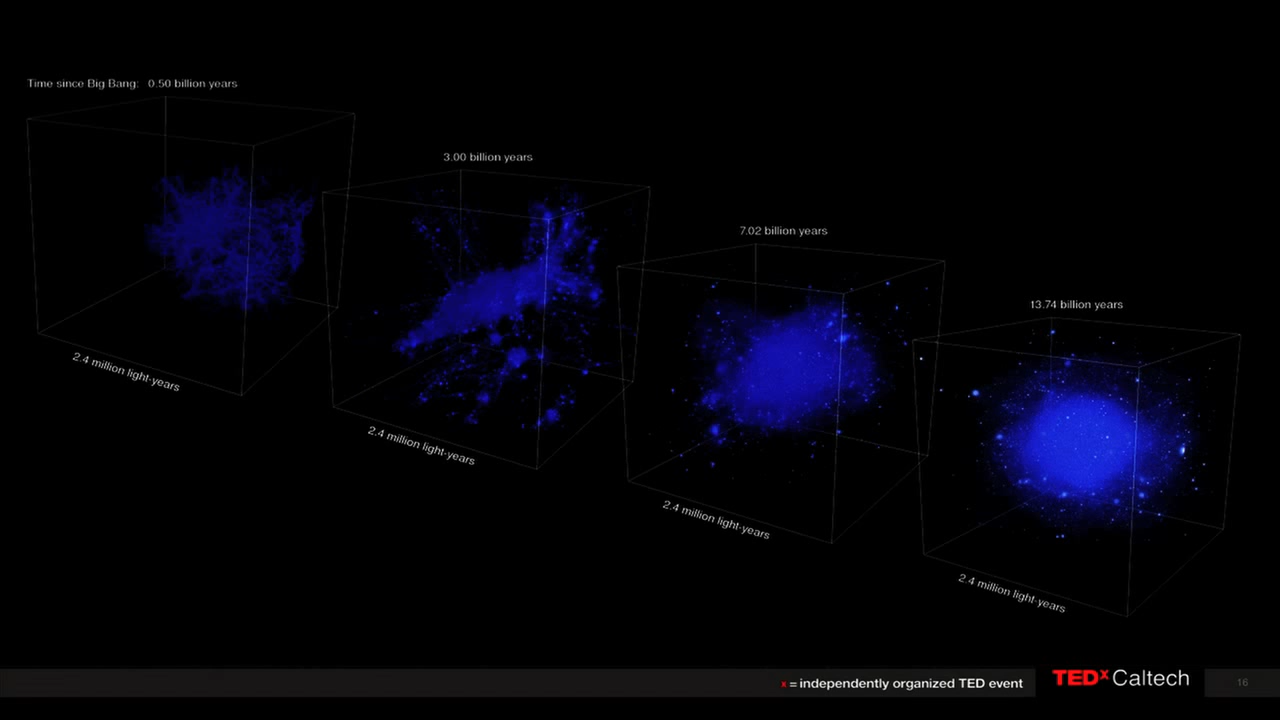 Time since Big Bang: 0.50 billion years
3.00 billion years
7.02 billion years
13.74 billion years
2.4 million light-years
2.4 million light-years
2.4 million light-years
2.4 million light-years
x = independently organized TED event
TEDx Caltech
16